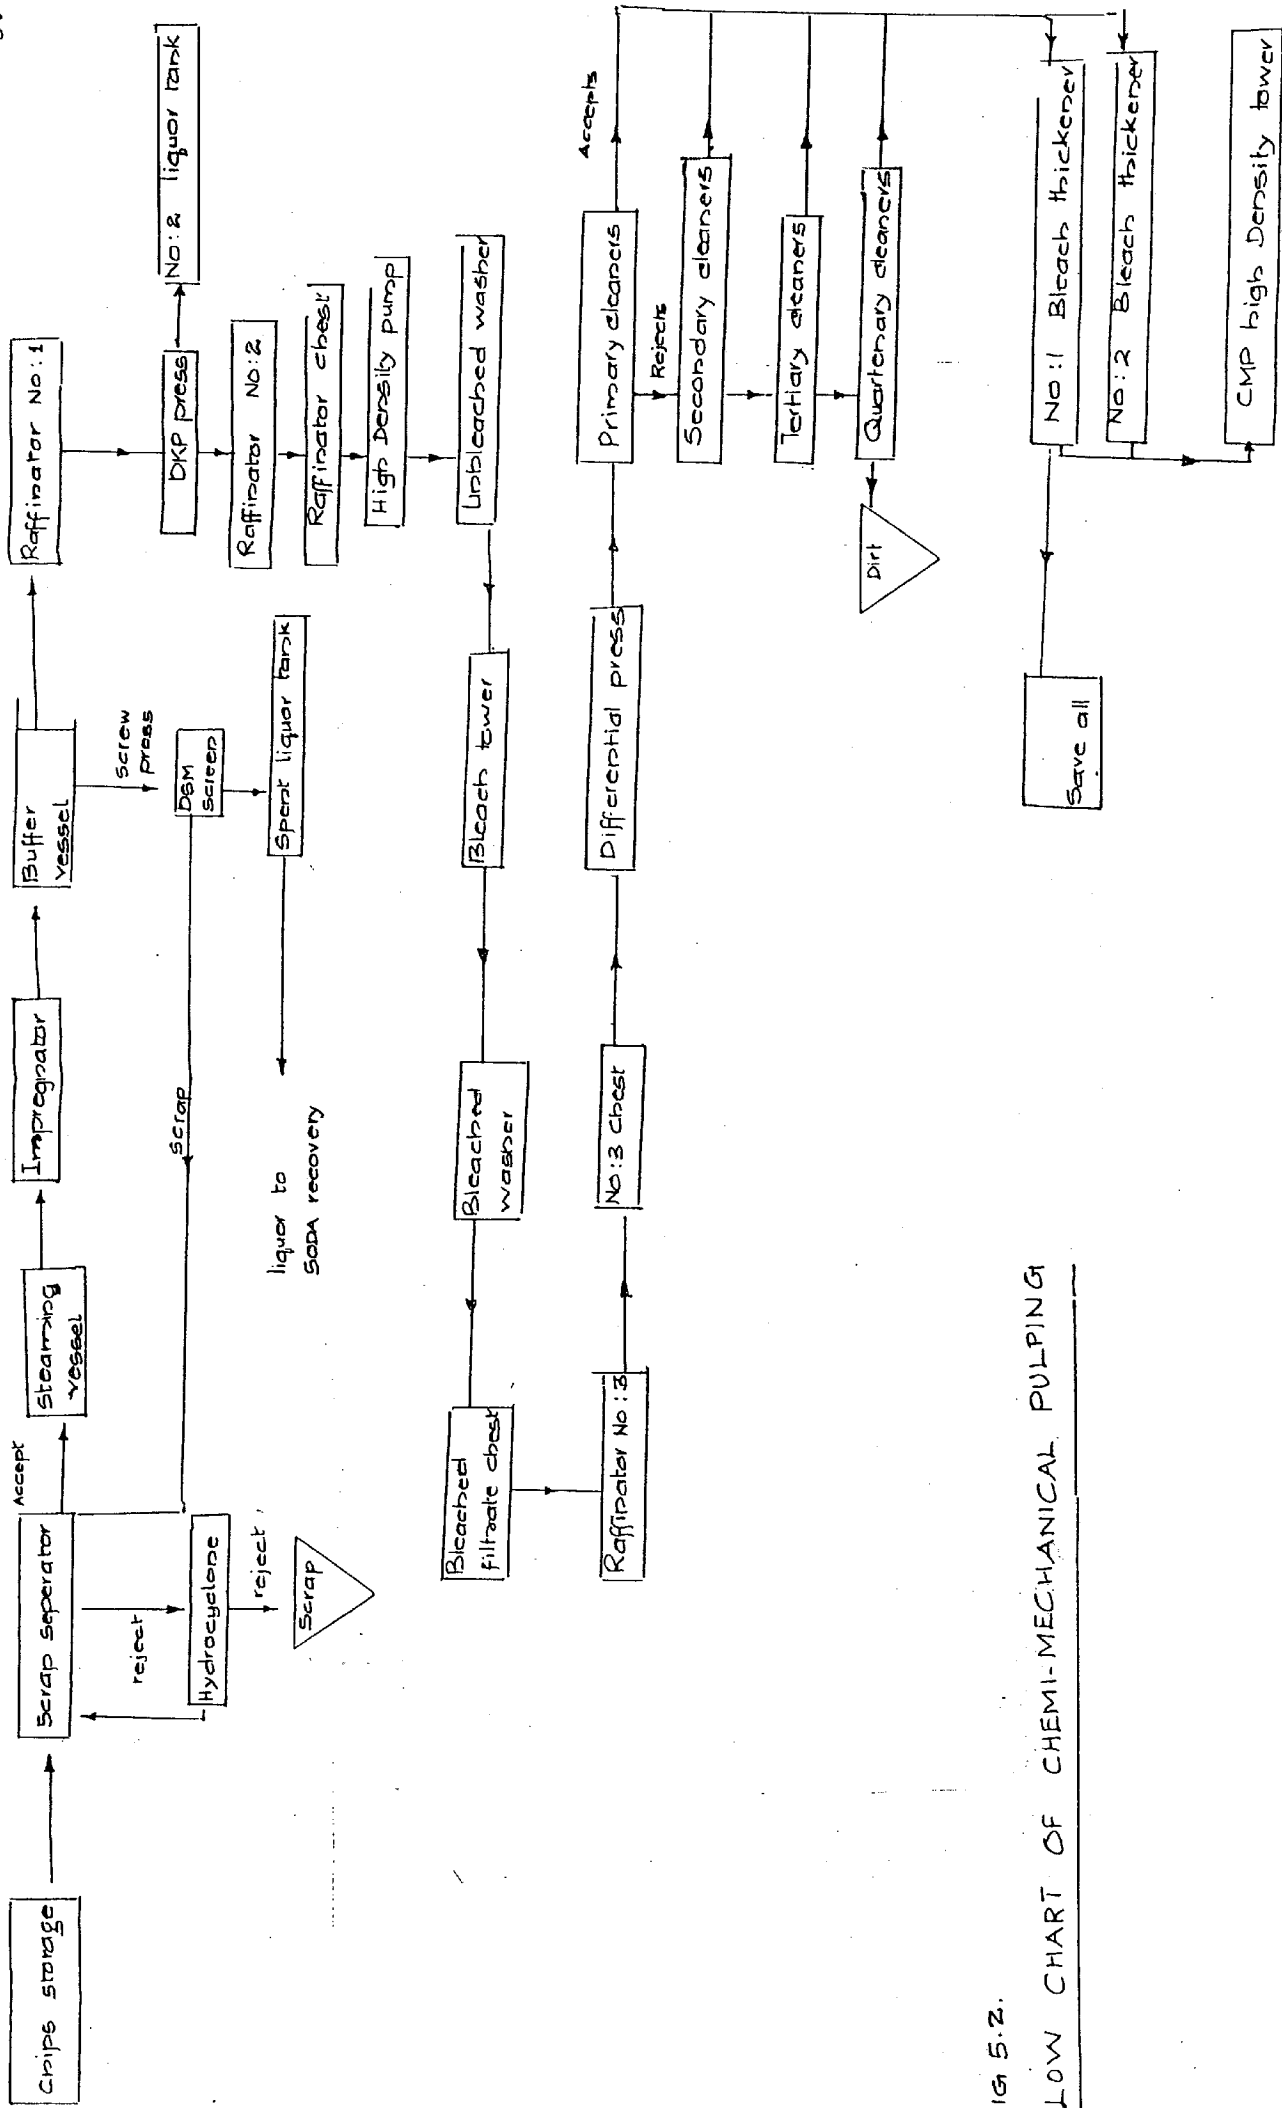 Chips storage
Scrap seperator
Accept
Steaming
vessel
Impregnator
Buffer
vessel
Raffinator No:1
reject
Hydrocyclone
reject
Scrap
scrap
screw
press
DSM
screen
Spent liquor tank
liquor to
SODA recovery
DKP press
No:2 liquor tank
Raffinator No:2
Raffinator chest
High Density pump
Unbleached washer
Bleach tower
Bleached
washer
Bleached
filtrate chest
Raffinator No:3
No:3 Chest
Differential press
Primary cleaners
Accepts
Rejects
Secondary cleaners
Tertiary cleaners
Quarternary cleaners
Dirt
No:1 Bleach thickener
No:2 Bleach thickener
Save all
CMP high Density tower
IG 5.2.
LOW CHART OF CHEMI-MECHANICAL PULPING